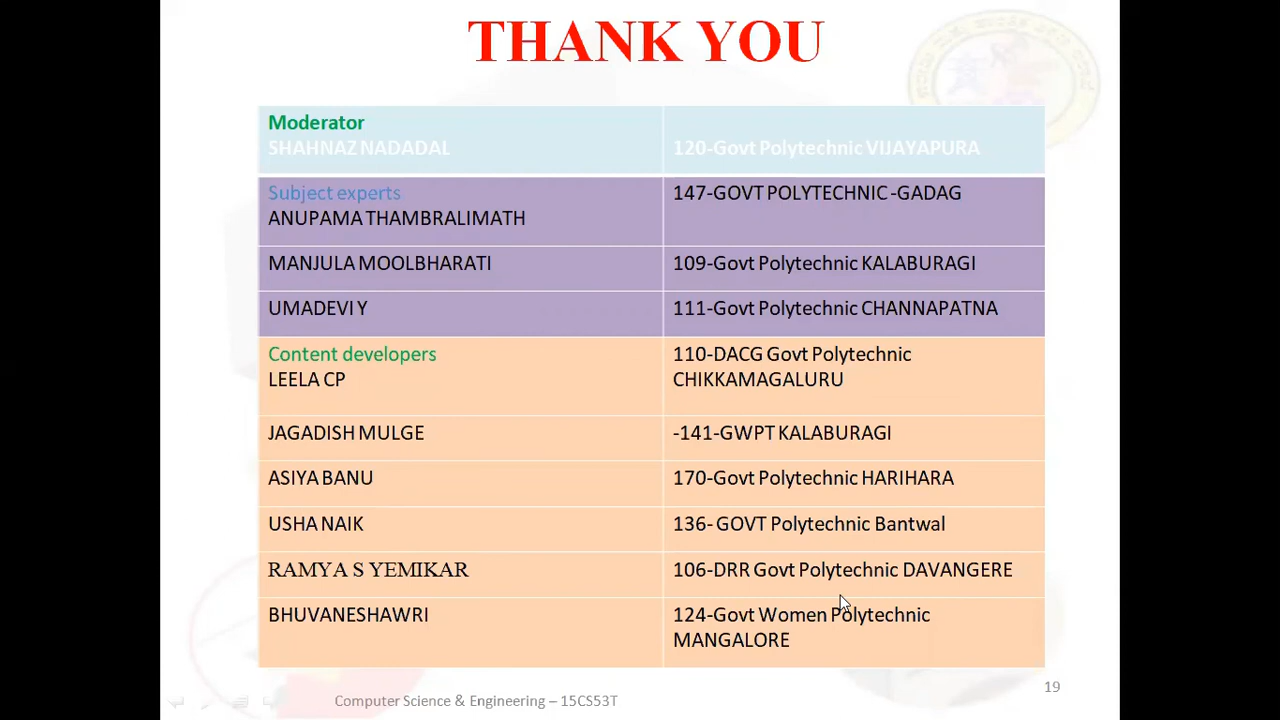 THANK YOU
Moderator
SHAHNAZ NADADAL
120-Govt Polytechnic VIJAYAPURA
Subject experts
ANUPAMA THAMBRALIMATH
147-GOVT POLYTECHNIC -GADAG
MANJULA MOOLBHARATI
109-Govt Polytechnic KALABURAGI
UMADEVI Y
111-Govt Polytechnic CHANNAPATNA
Content developers
LEELA CP
110-DACG Govt Polytechnic
CHIKKAMAGALURU
JAGADISH MULGE
-141-GWPT KALABURAGI
ASIYA BANU
170-Govt Polytechnic HARIHARA
USHA NAIK
136- GOVT Polytechnic Bantwal
RAMYA S YEMIKAR
106-DRR Govt Polytechnic DAVANGERE
BHUVANESHAWRI
124-Govt Women Polytechnic
MANGALORE
Computer Science & Engineering – 15CS53T
19